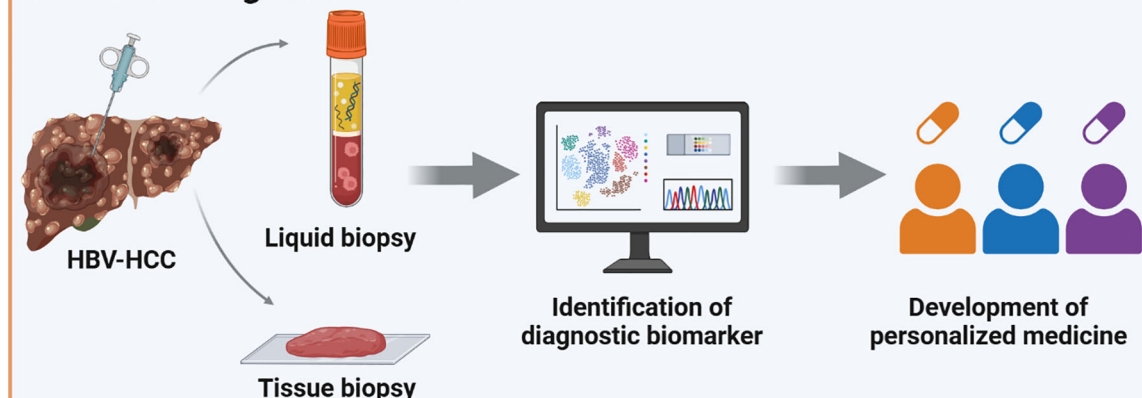 HBV-HCC
Liquid biopsy
Tissue biopsy
Identification of
diagnostic biomarker
Development of
personalized medicine